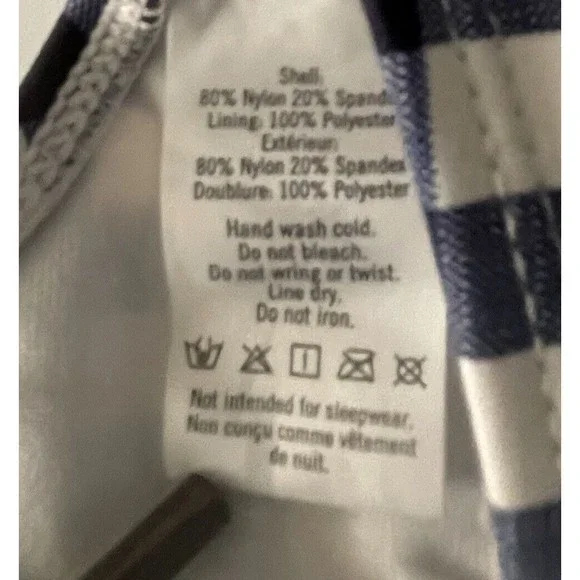 Shell:
80% Nylon 20% Spandex
Lining: 100% Polyester
Extérieur:
80% Nylon 20% Spandex
Doublure: 100% Polyester
Hand wash cold.
Do not bleach.
Do not wring or twist.
Line dry.
Do not iron.
Not intended for sleepwear.
Non conçu comme vêtement
de nuit.